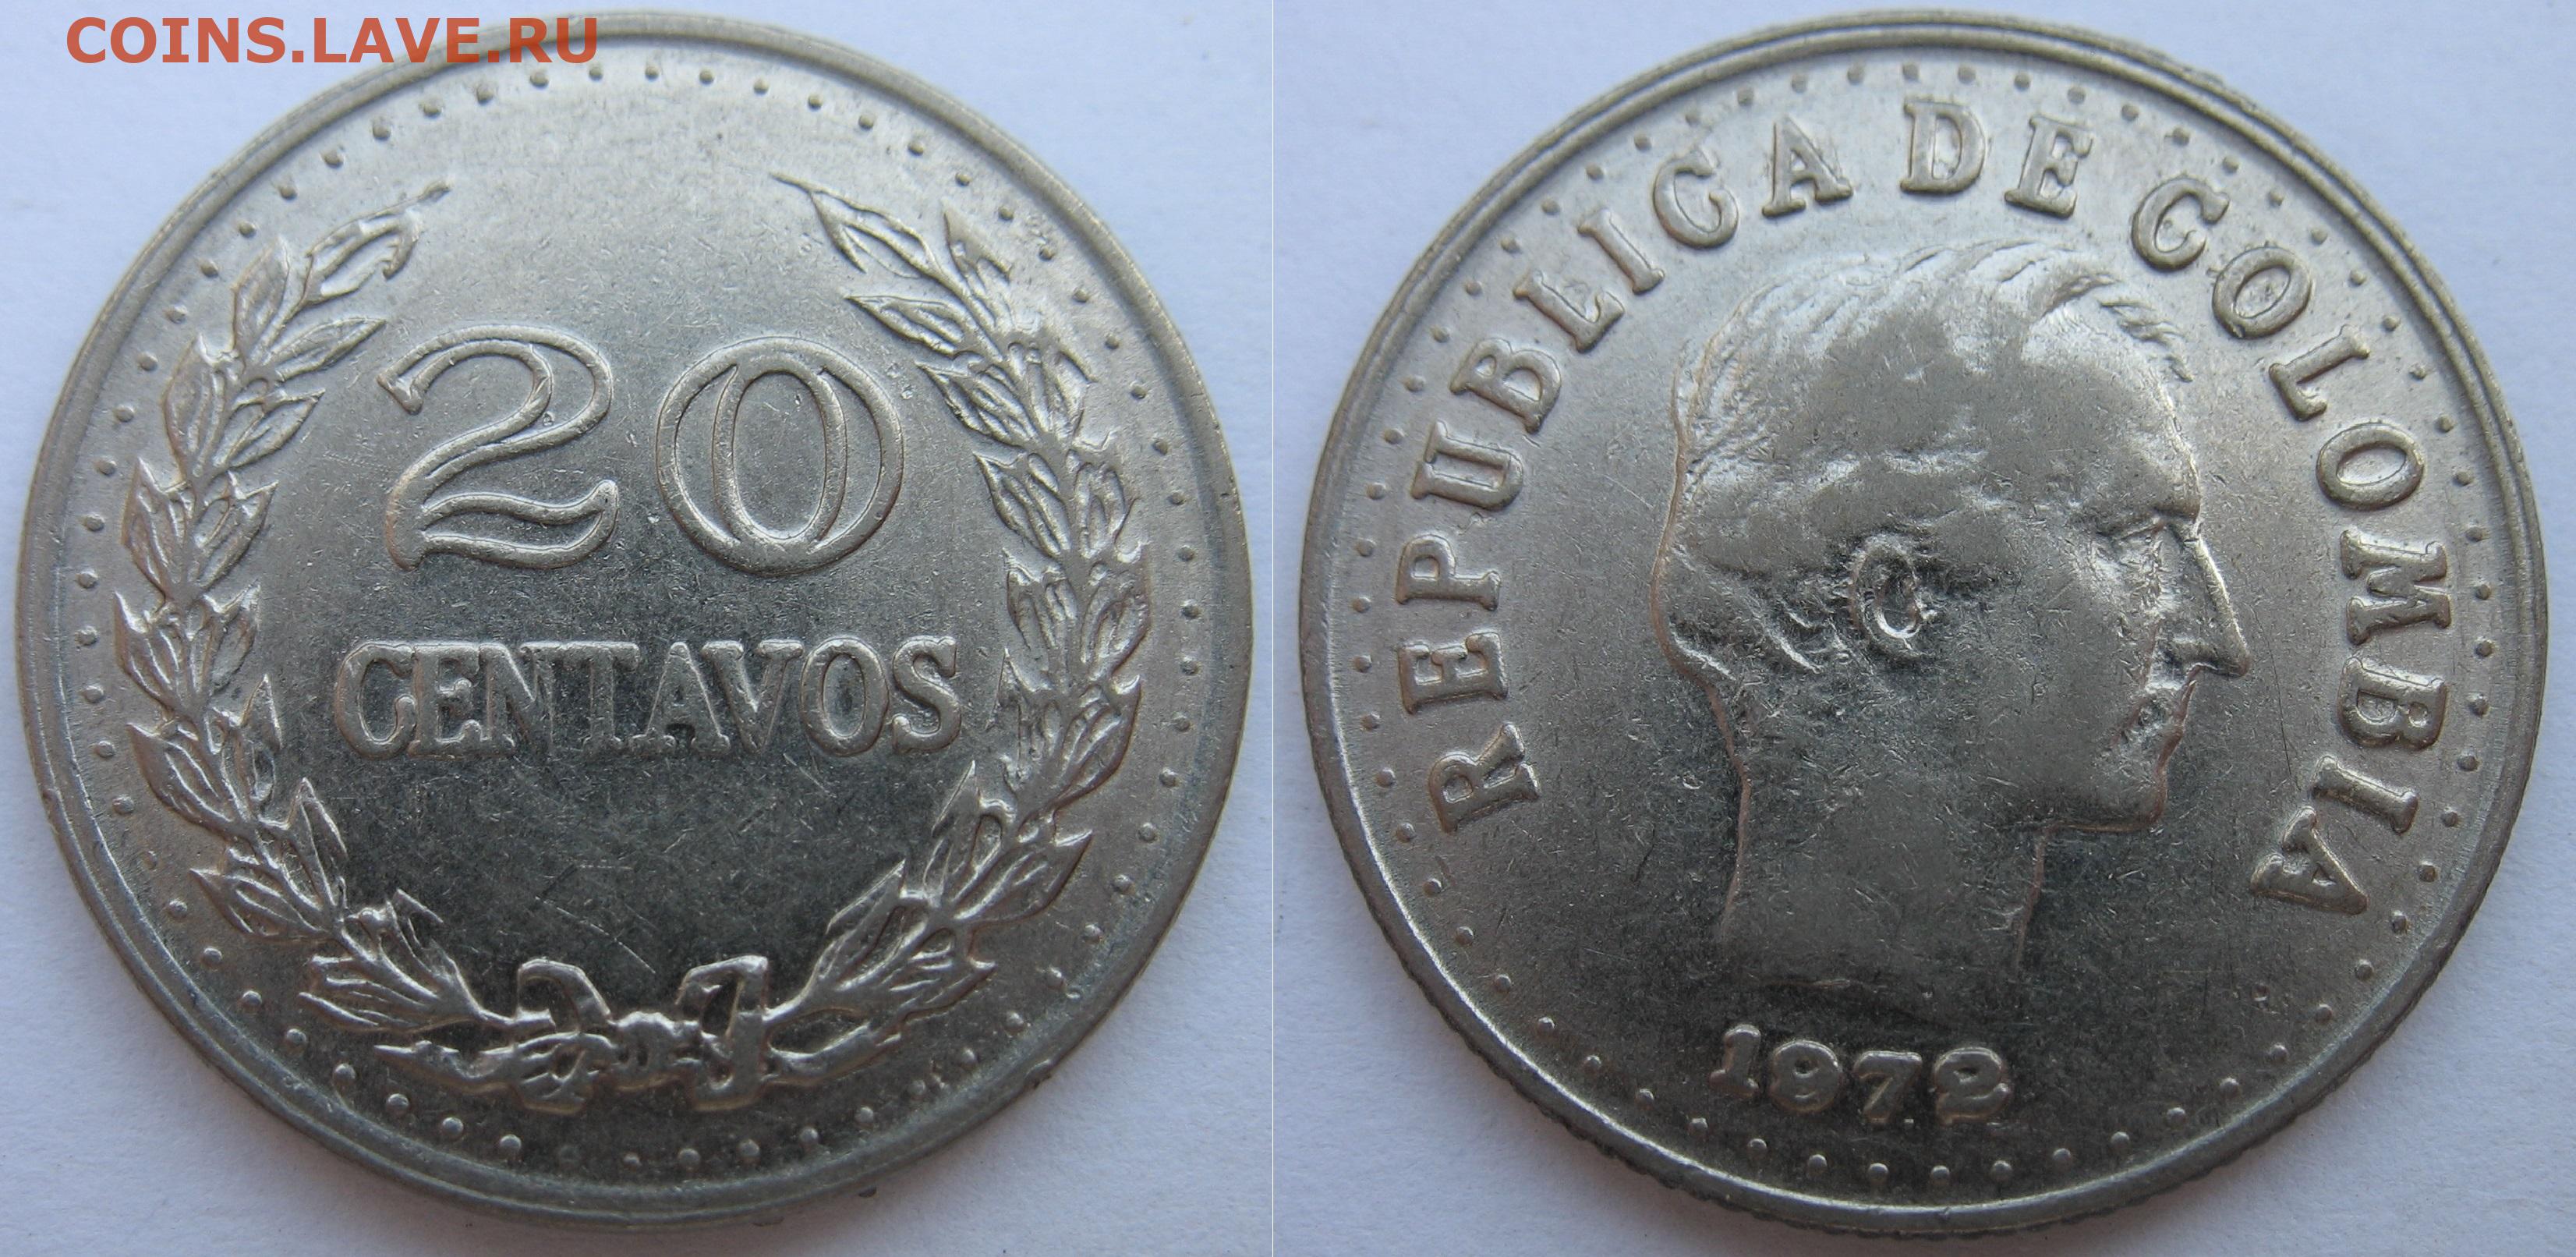 COINS.LAVE.RU
20
CENTAVOS
REPUBLICA DE COLOMBIA
1972